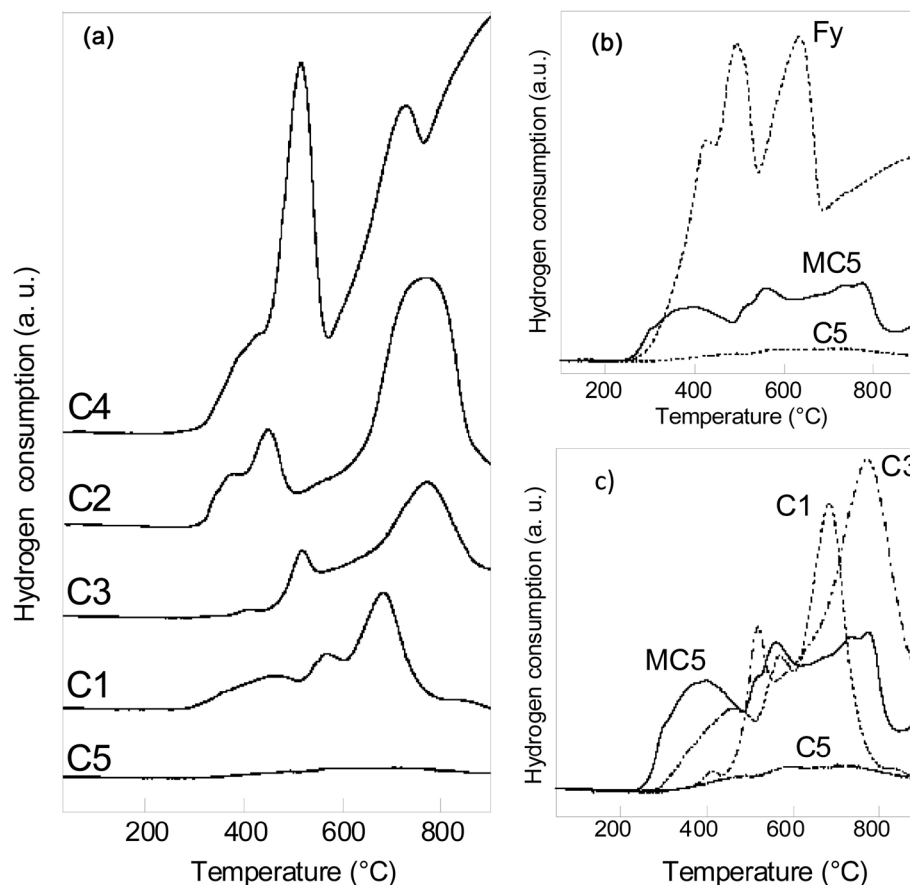 (a)
Hydrogen consumption (a. u.)
C4
C2
C3
C1
C5
200 400 600 800
Temperature (°C)
(b)
Hydrogen consumption (a.u.)
Fy
MC5
C5
200 400 600 800
Temperature (°C)
c)
Hydrogen consumption (a. u.)
C3
C1
MC5
C5
200 400 600 800
Temperature (°C)